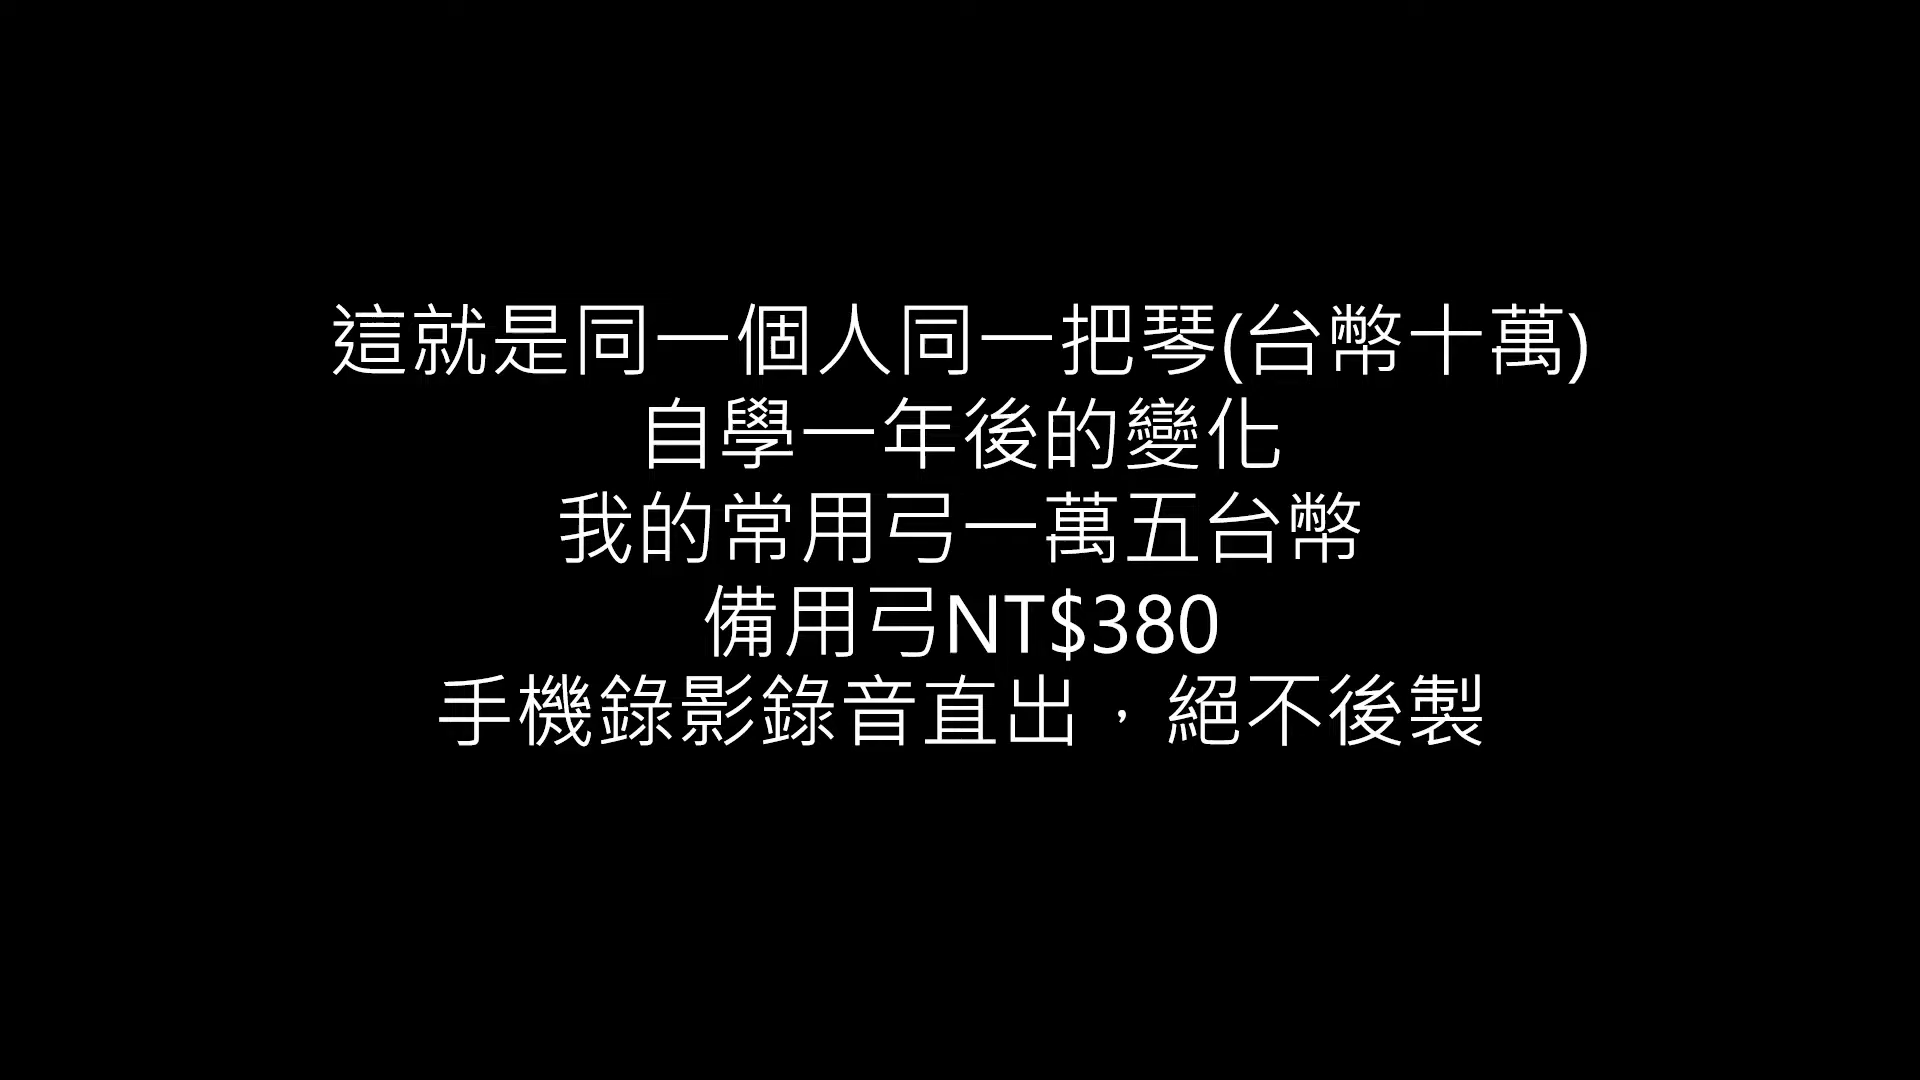 這就是同一個人同一把琴(台幣十萬)
自學一年後的變化
我的常用弓一萬五台幣
備用弓NT$380
手機錄影錄音直出，絕不後製